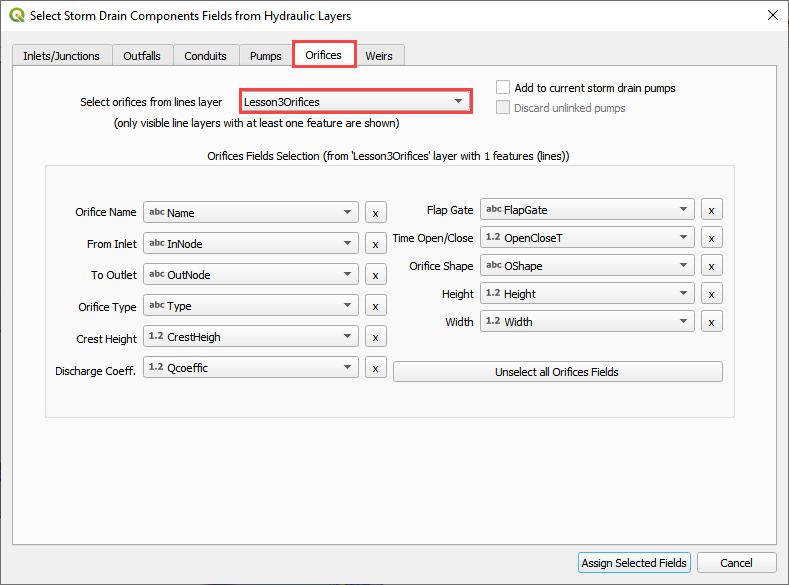 Select Storm Drain Components Fields from Hydraulic Layers
Inlets/Junctions Outfalls Conduits Pumps Orifices Weirs
Select orifices from lines layer Lesson3Orifices
(only visible line layers with at least one feature are shown)
Add to current storm drain pumps
Discard unlinked pumps
Orifices Fields Selection (from 'Lesson3Orifices' layer with 1 features (lines))
Orifice Name abc Name x
From Inlet abc InNode x
To Outlet abc OutNode x
Orifice Type abc Type x
Crest Height 1.2 CrestHeigh x
Discharge Coeff. 1.2 Qcoeffic x
Flap Gate abc FlapGate x
Time Open/Close 1.2 OpenCloseT x
Orifice Shape abc OShape x
Height 1.2 Height x
Width 1.2 Width x
Unselect all Orifices Fields
Assign Selected Fields Cancel